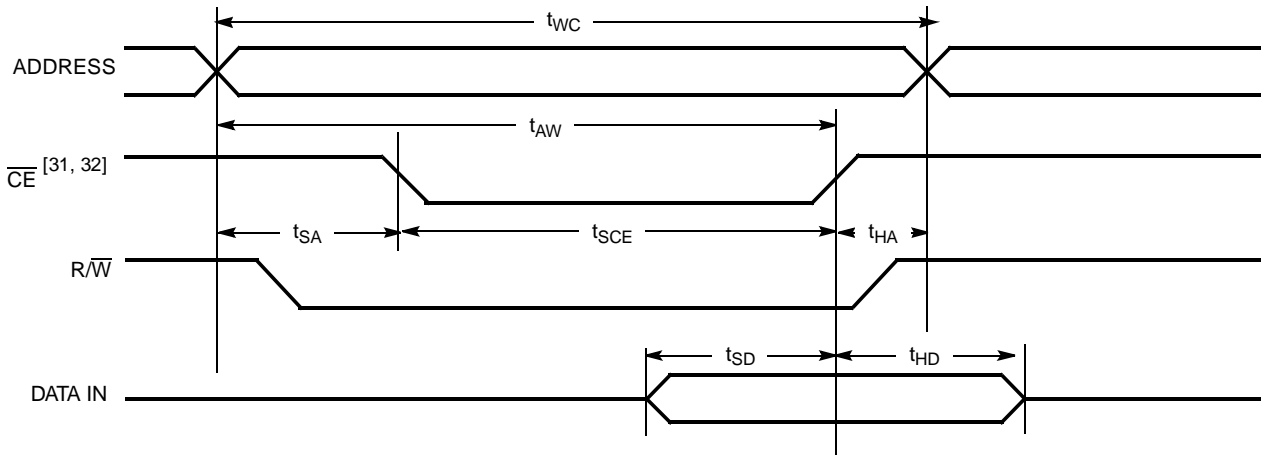 tWC
ADDRESS
tAW
CE [31, 32]
tSA
tSCE
tHA
R/W
tSD
tHD
DATA IN